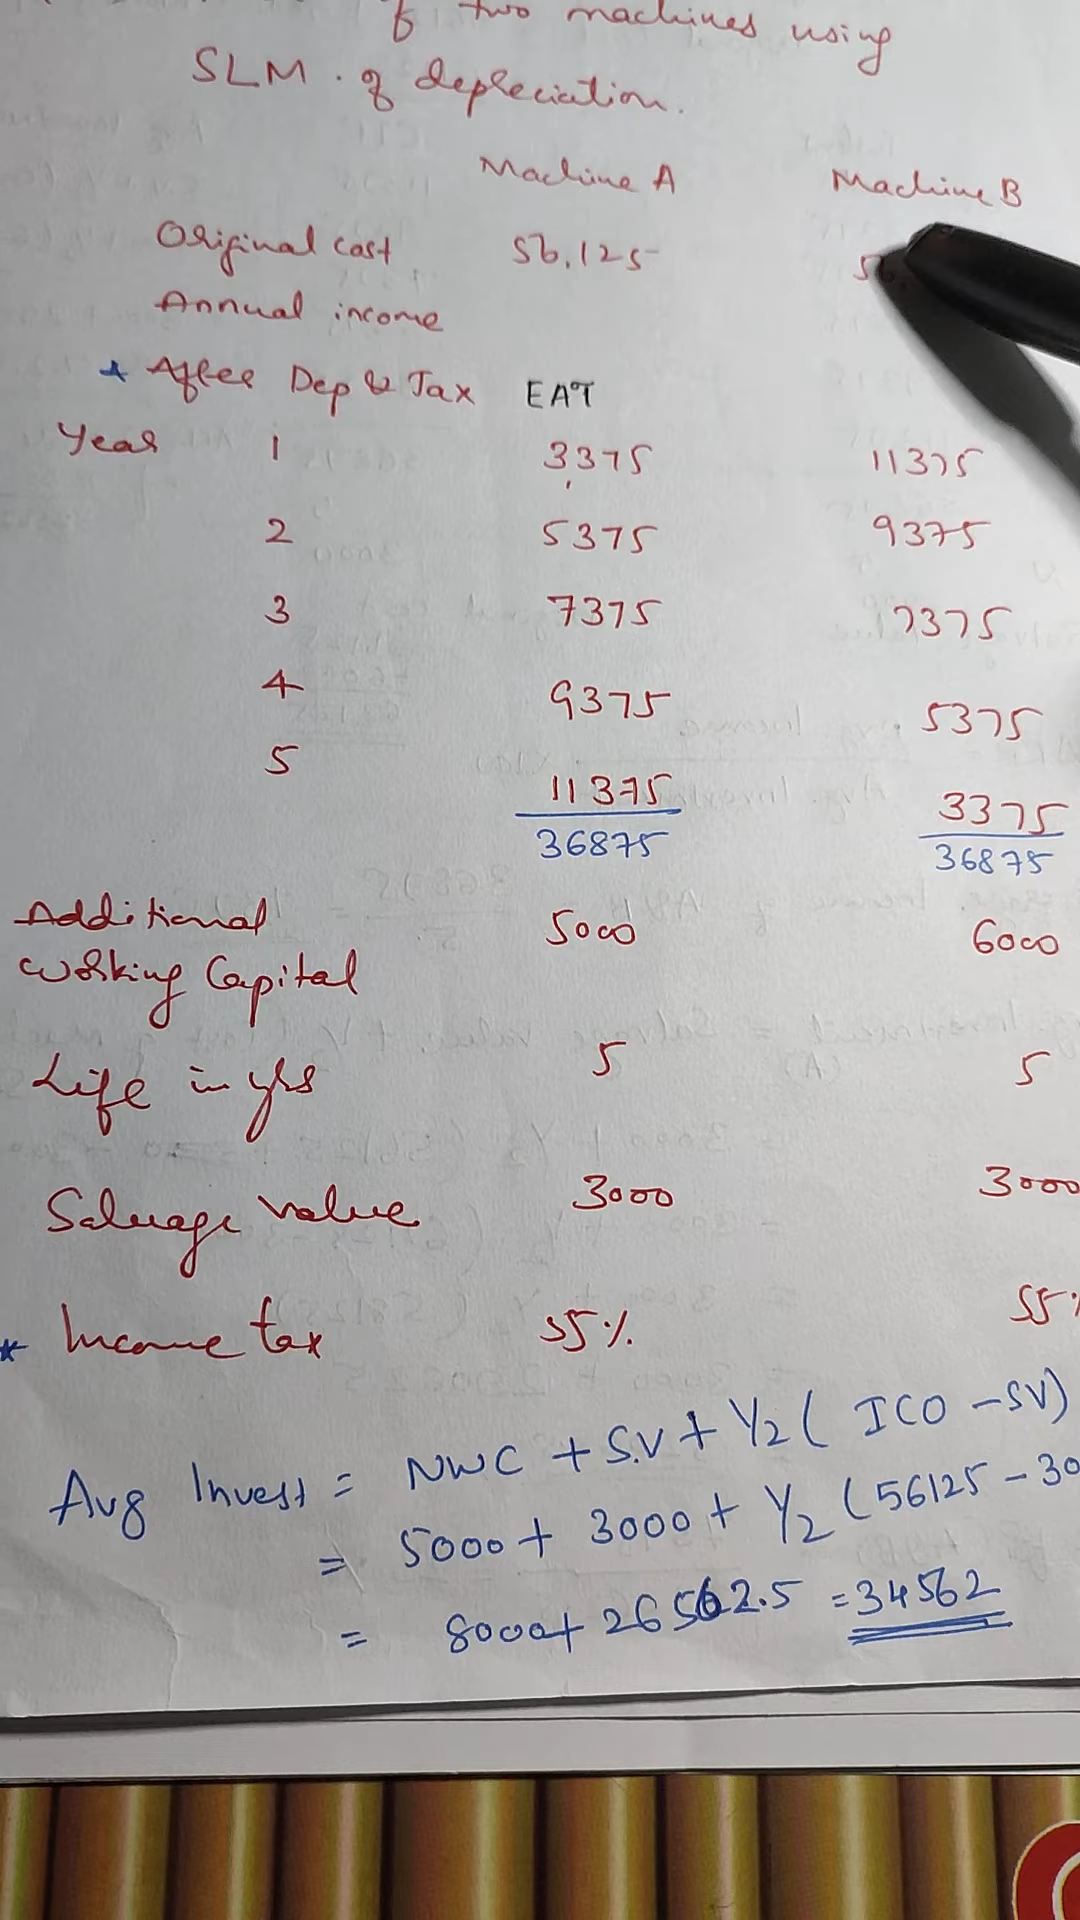 of two machines using
SLM. of depreciation.
Machine A Machine B
Original cost 56,125
Annual income
* After Dep & Tax EAT
Year 1 3375 11375
2 5375 9375
3 7375 7375
4 9375 5375
5 11375 3375
36875 36875
Additional 5000 6000
Working Capital
Life in yrs 5 5
Salvage value 3000 3000
* Income tax 55% 55%
Avg Invest = NWC + S.V + 1/2 ( ICO - SV)
= 5000 + 3000 + 1/2 (56125 - 30
= 8000 + 26562.5 = 34562